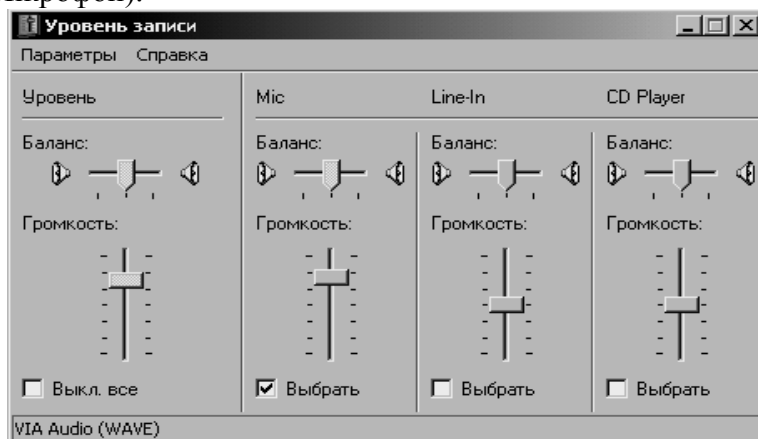 микрофон).
Уровень записи
Параметры Справка
Уровень Mic Line-In CD Player
Баланс: Баланс: Баланс: Баланс:
Громкость: Громкость: Громкость: Громкость:
Выкл. все Выбрать Выбрать Выбрать
VIA Audio (WAVE)